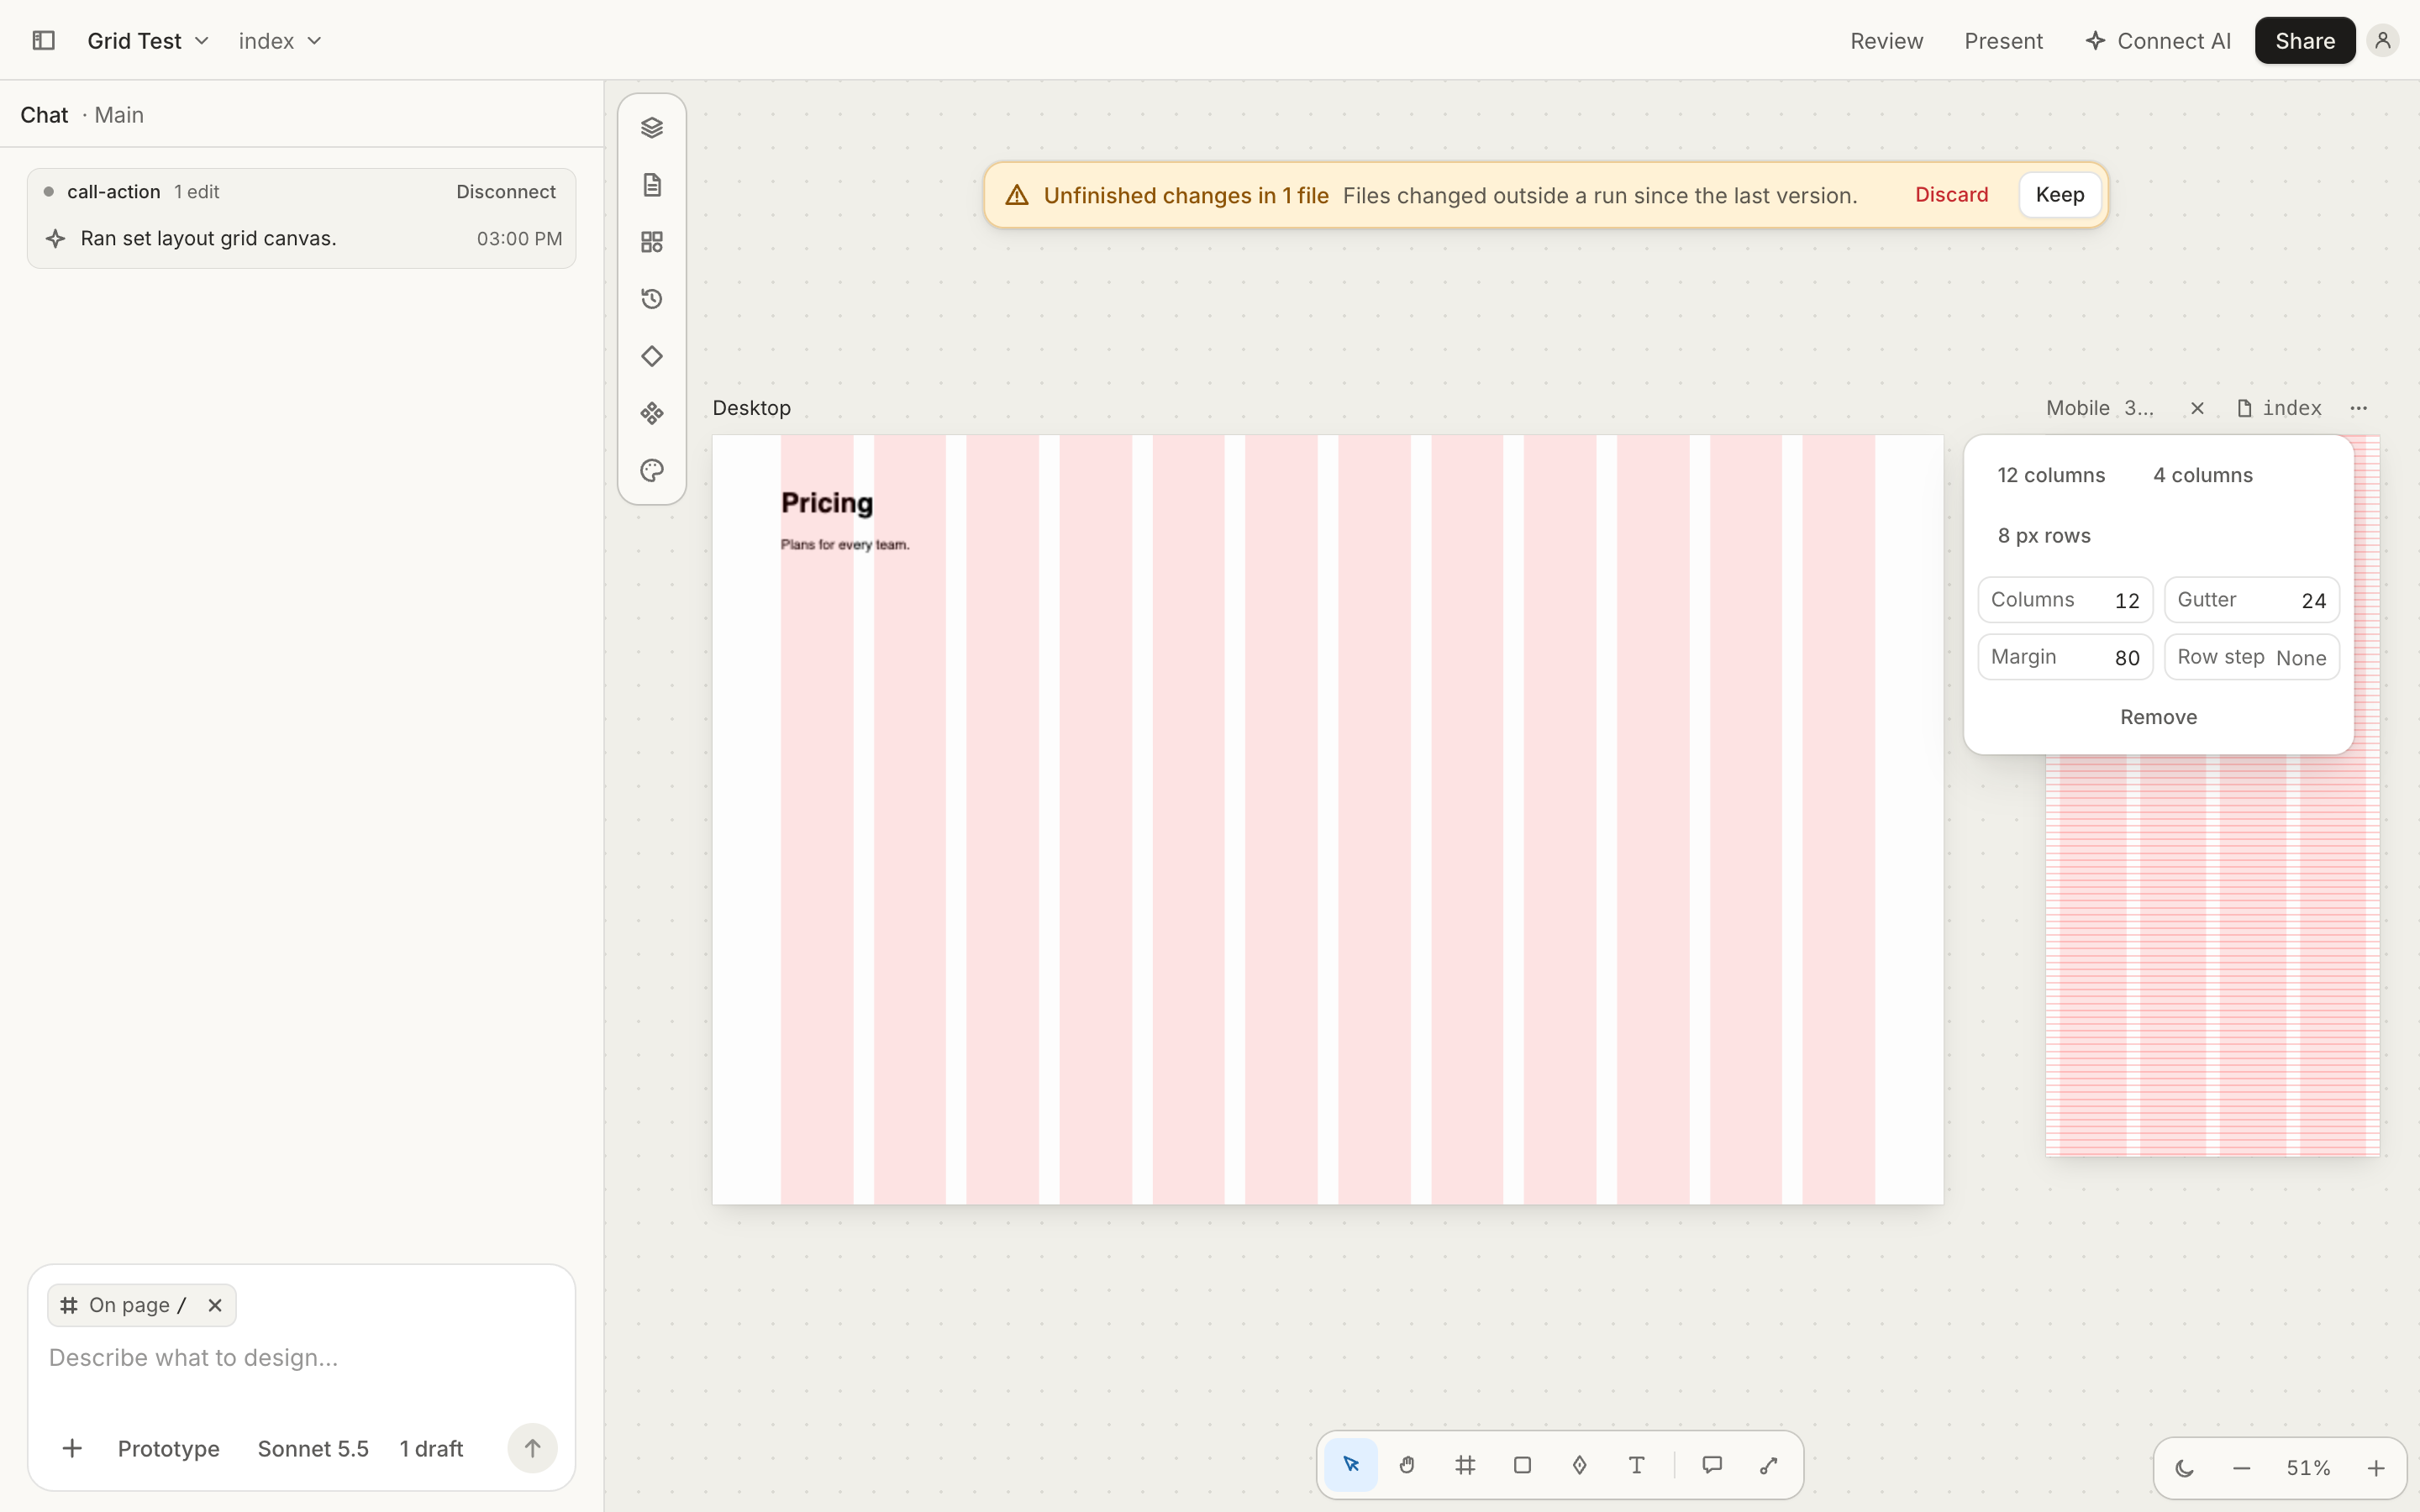 Grid Test index Review Present Connect AI Share
Chat · Main
call-action 1 edit Disconnect
Ran set layout grid canvas. 03:00 PM
Unfinished changes in 1 file Files changed outside a run since the last version. Discard Keep
Desktop
Mobile 3... index
Pricing
Plans for every team.
12 columns 4 columns
8 px rows
Columns 12 Gutter 24
Margin 80 Row step None
Remove
On page /
Describe what to design...
Prototype Sonnet 5.5 1 draft
51%